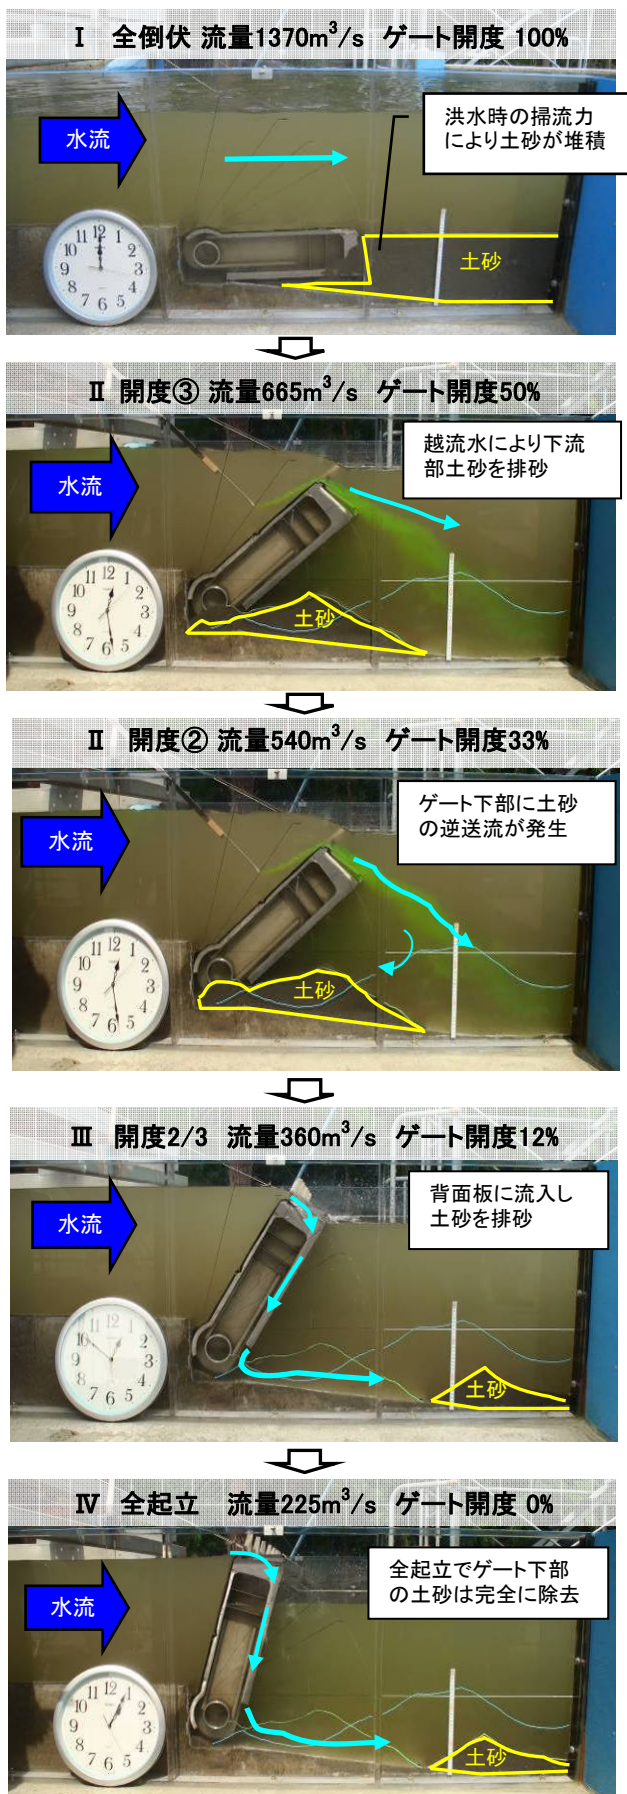 Ⅰ 全倒伏 流量1370m³/s ゲート開度 100%
水流
洪水時の掃流力
により土砂が堆積
土砂
Ⅱ 開度③ 流量665m³/s ゲート開度50%
水流
越流水により下流
部土砂を排砂
土砂
Ⅱ 開度② 流量540m³/s ゲート開度33%
水流
ゲート下部に土砂
の逆送流が発生
土砂
Ⅲ 開度2/3 流量360m³/s ゲート開度12%
水流
背面板に流入し
土砂を排砂
土砂
Ⅳ 全起立 流量225m³/s ゲート開度 0%
水流
全起立でゲート下部
の土砂は完全に除去
土砂